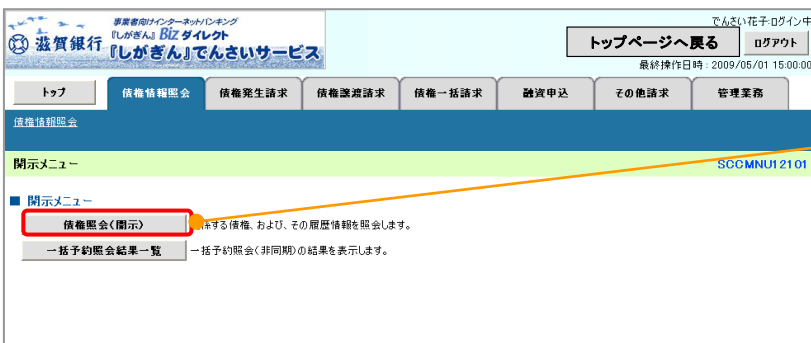 事業者向けインターネットバンキング
『しがぎん』Biz ダイレクト
滋賀銀行
『しがぎん』でんさいサービス
でんさい花子・ログイン中
トップページへ戻る
ログアウト
最終操作日時：2009/05/01 15:00:00
トップ 債権情報照会 債権発生請求 債権譲渡請求 債権一括請求 融資申込 その他請求 管理業務
債権情報照会
開示メニュー SCCMNU12101
■ 開示メニュー
債権照会(開示) 係する債権、および、その履歴情報を照会します。
一括予約照会結果一覧 一括予約照会(非同期)の結果を表示します。